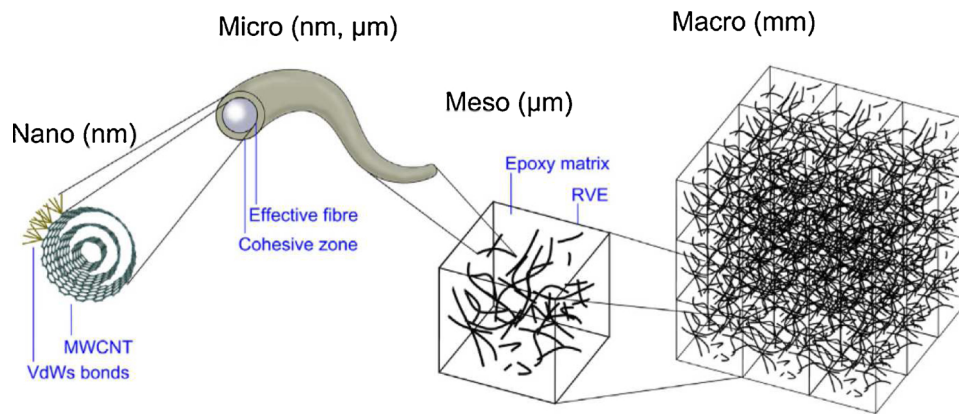 Micro (nm, μm)
Macro (mm)
Meso (μm)
Nano (nm)
Epoxy matrix
RVE
Effective fibre
Cohesive zone
MWCNT
VdWs bonds